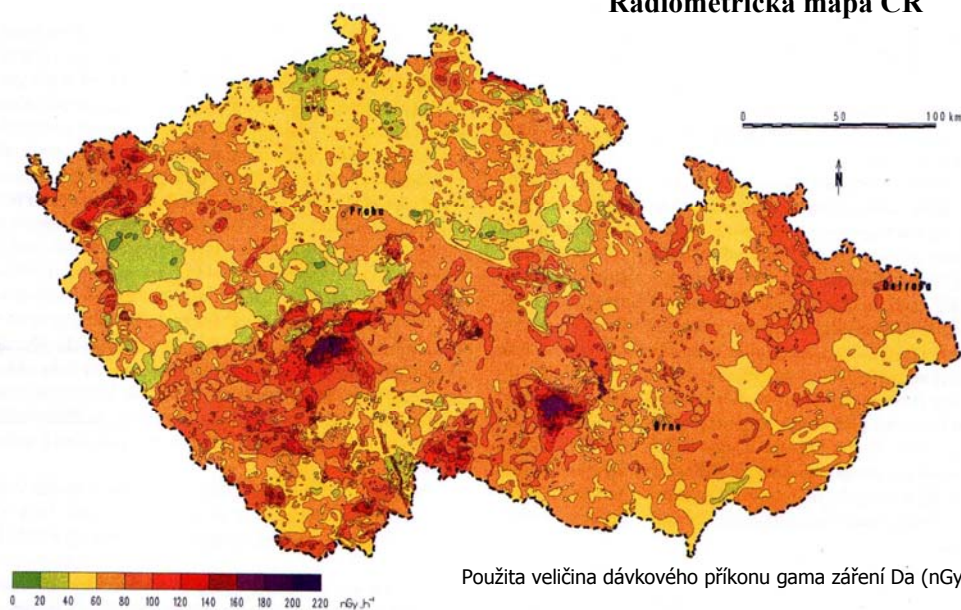 Radiometrická mapa ČR
0 50 100 km
N
Praha
Ostrava
Brno
0 20 40 60 80 100 120 140 160 180 200 220 nGy.h⁻¹
Použita veličina dávkového příkonu gama záření Da (nGy